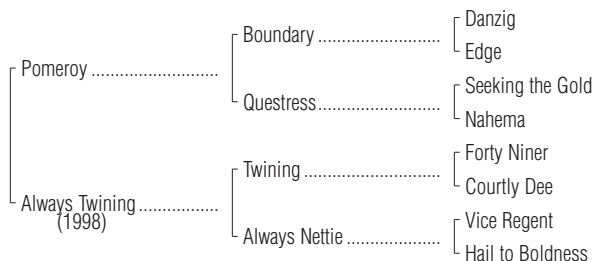 Danzig
Boundary ..........................
Edge
Pomeroy ...........................
Seeking the Gold
Questress..........................
Nahema
Forty Niner
Twining .............................
Courtly Dee
Always Twining .................
(1998)
Vice Regent
Always Nettie ....................
Hail to Boldness